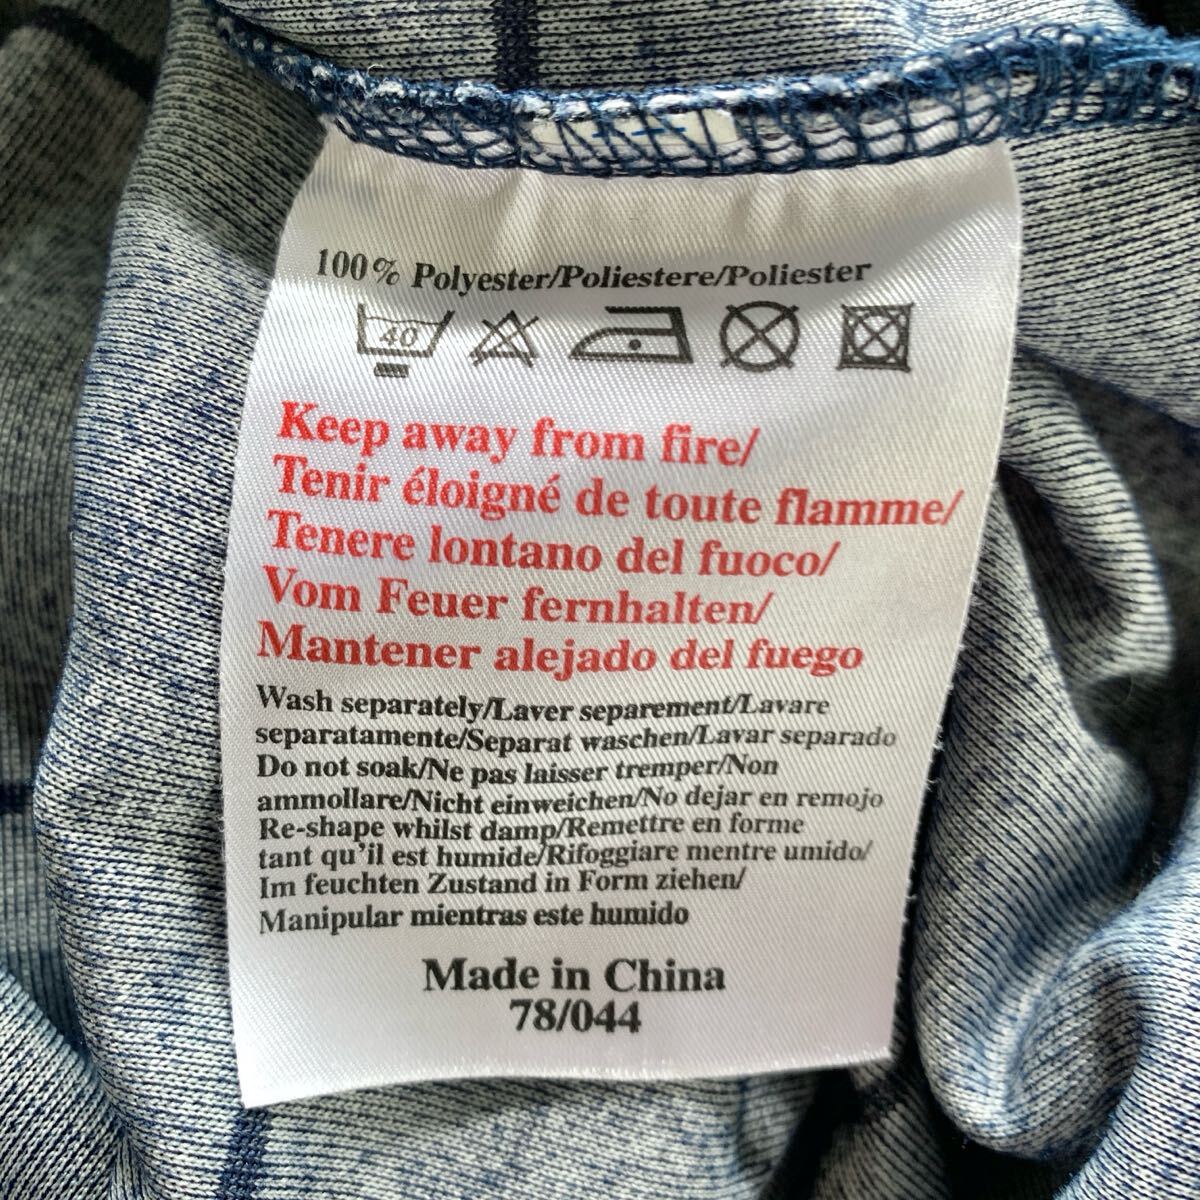 100% Polyester/Poliestere/Poliester
40
Keep away from fire/
Tenir éloigné de toute flamme/
Tenere lontano del fuoco/
Vom Feuer fernhalten/
Mantener alejado del fuego
Wash separately/Laver separement/Lavare
separatamente/Separat waschen/Lavar separado
Do not soak/Ne pas laisser tremper/Non
ammollare/Nicht einweichen/No dejar en remojo
Re-shape whilst damp/Remettre en forme
tant qu'il est humide/Rifoggiare mentre umido/
Im feuchten Zustand in Form ziehen/
Manipular mientras este humido
Made in China
78/044